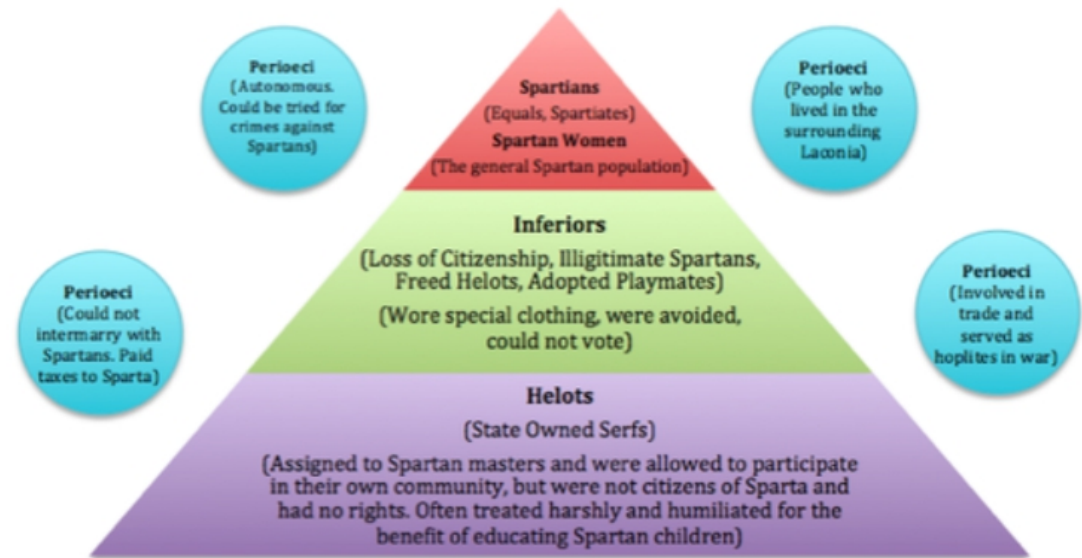 Perioeci
(Autonomous.
Could be tried for
crimes against
Spartans)
Perioeci
(People who
lived in the
surrounding
Laconia)
Spartians
(Equals, Spartiates)
Spartan Women
(The general Spartan population)
Inferiors
(Loss of Citizenship, Illigitimate Spartans,
Freed Helots, Adopted Playmates)
(Wore special clothing, were avoided,
could not vote)
Perioeci
(Could not
intermarry with
Spartans. Paid
taxes to Sparta)
Perioeci
(Involved in
trade and
served as
hoplites in war)
Helots
(State Owned Serfs)
(Assigned to Spartan masters and were allowed to participate
in their own community, but were not citizens of Sparta and
had no rights. Often treated harshly and humiliated for the
benefit of educating Spartan children)